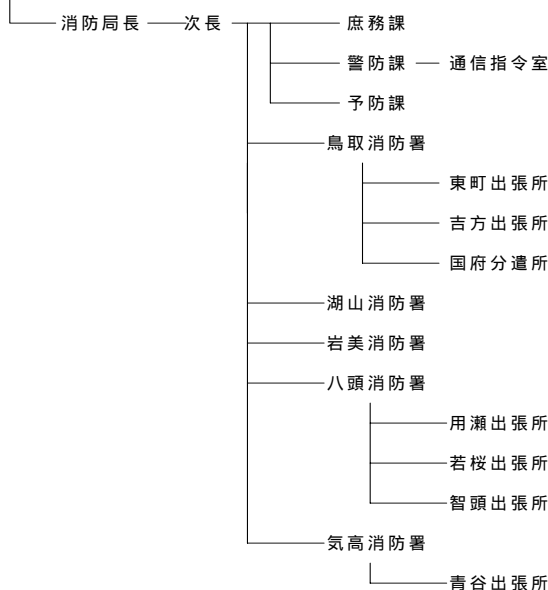 消防局長 次長 庶務課
警防課 通信指令室
予防課
鳥取消防署
東町出張所
吉方出張所
国府分遣所
湖山消防署
岩美消防署
八頭消防署
用瀬出張所
若桜出張所
智頭出張所
気高消防署
青谷出張所